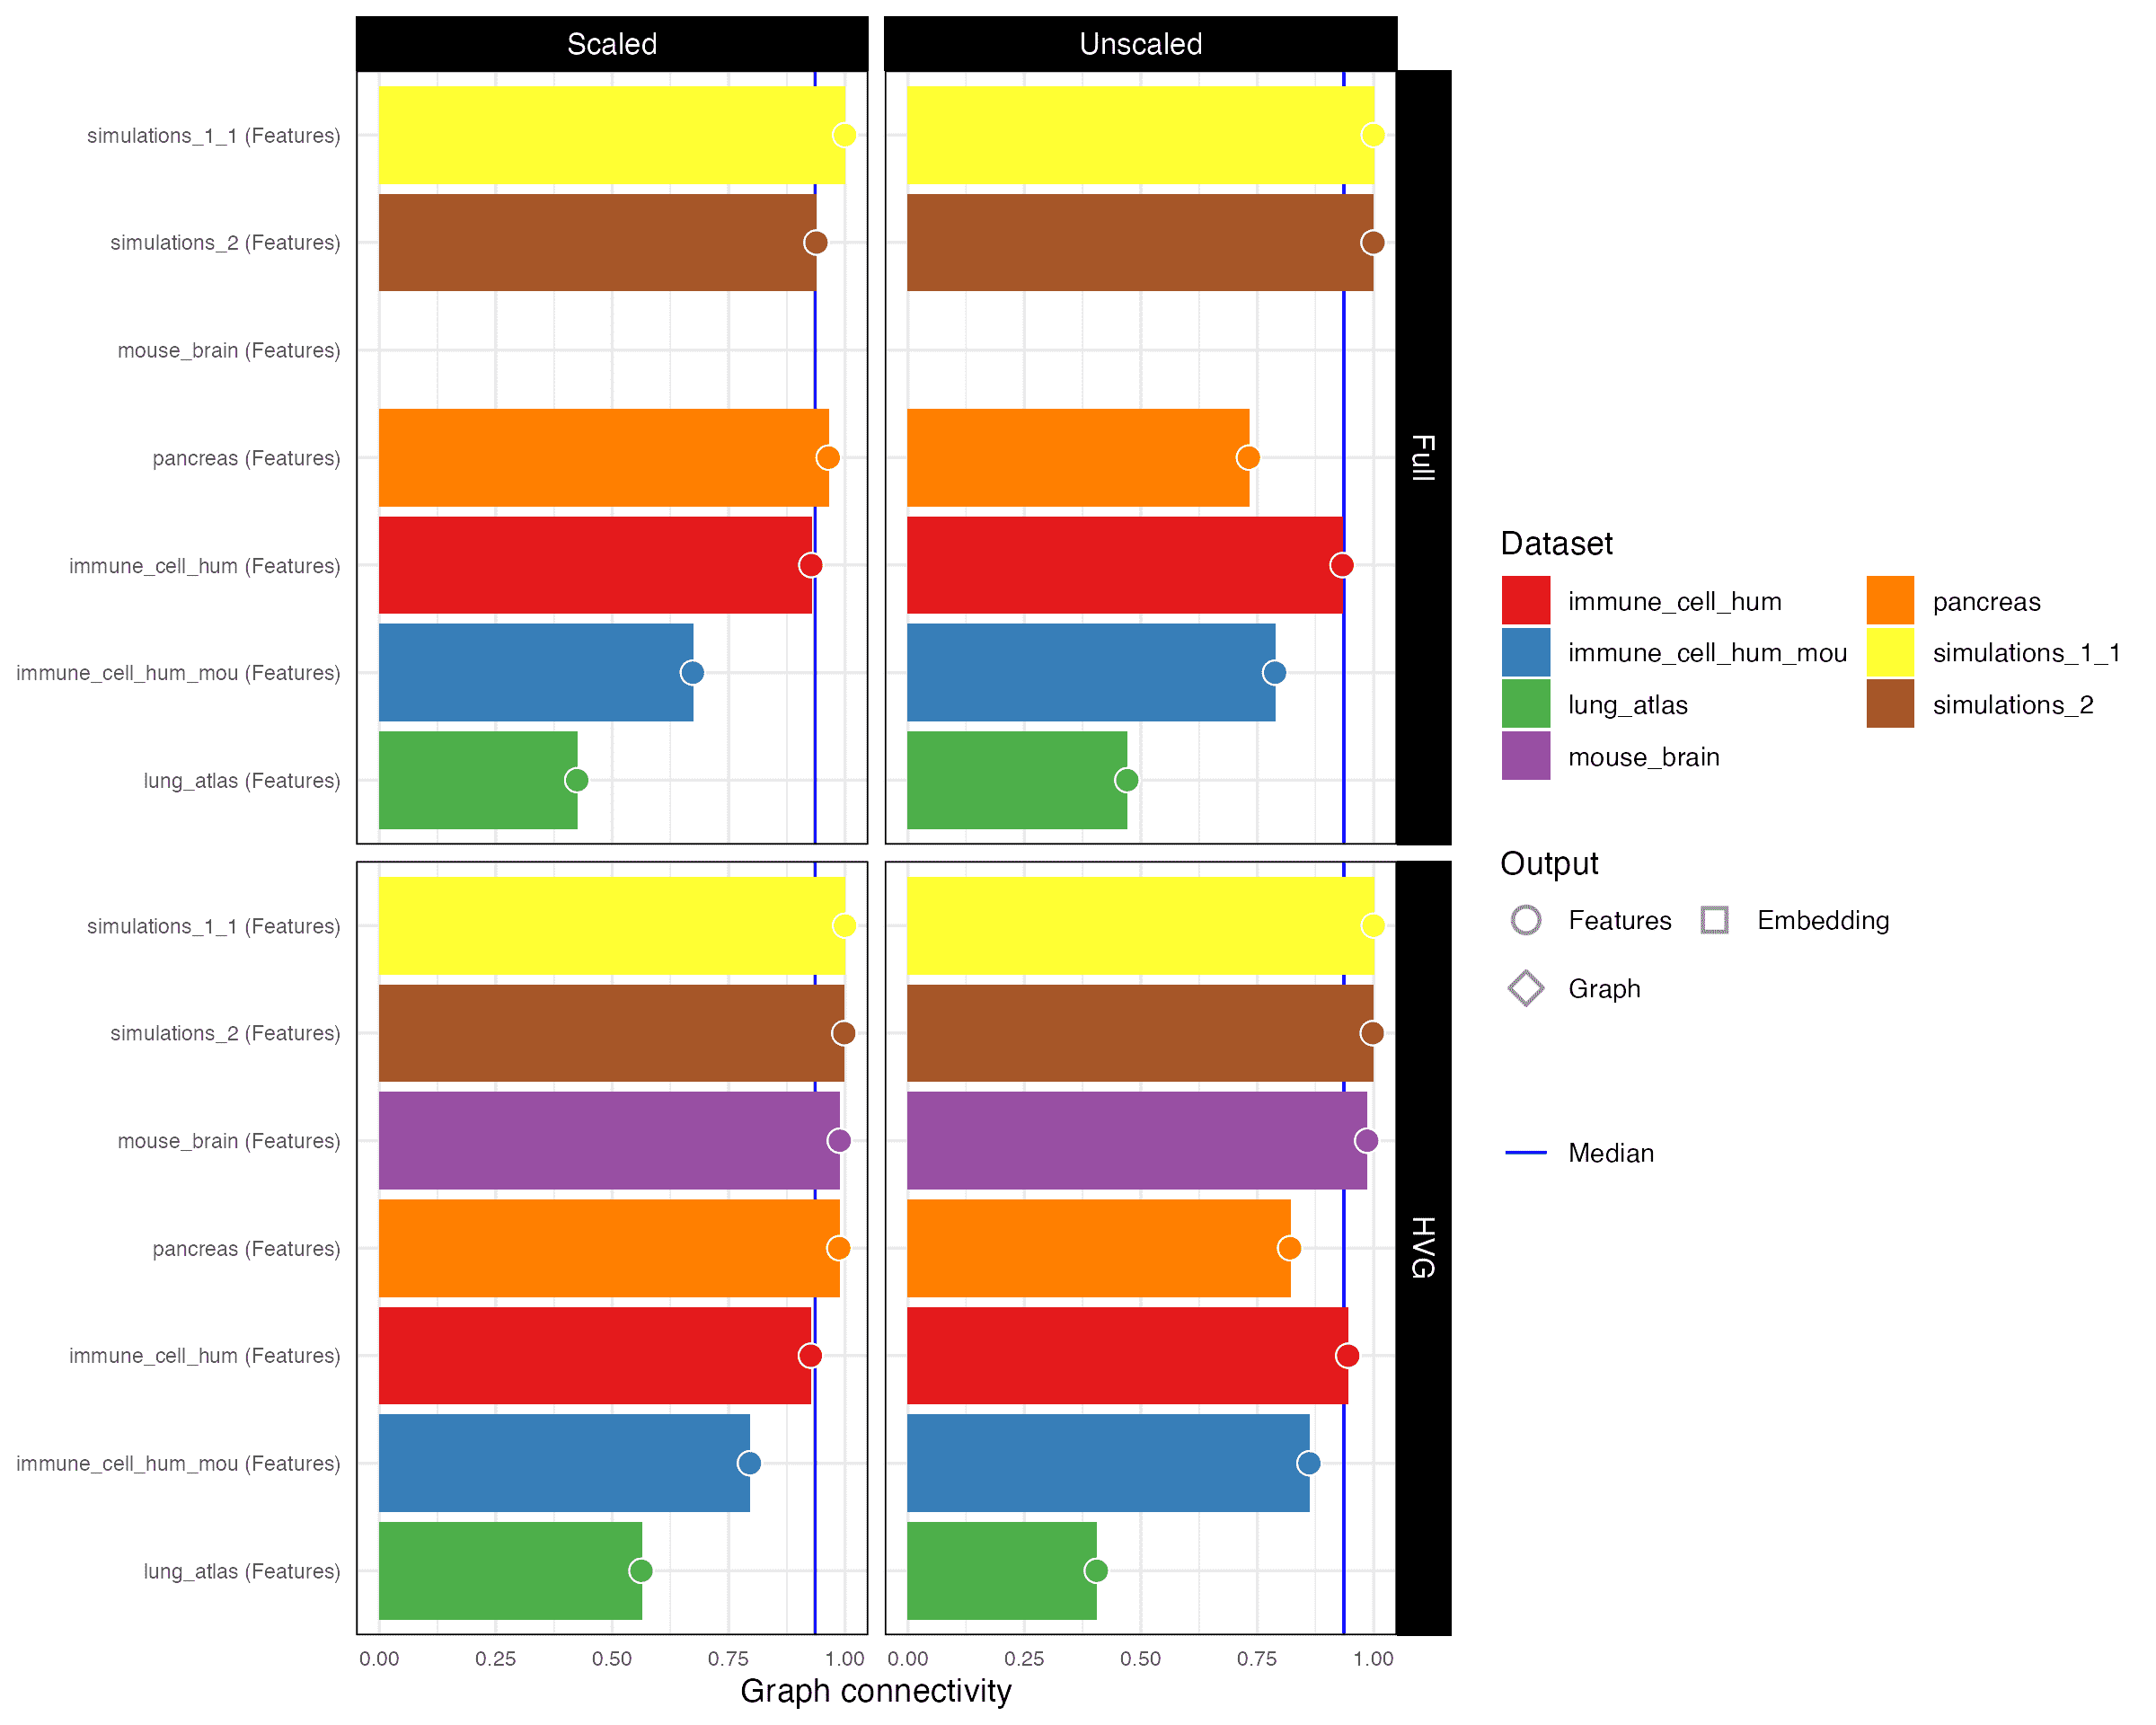 Scaled
Unscaled
simulations_1_1 (Features)
simulations_2 (Features)
mouse_brain (Features)
pancreas (Features)
immune_cell_hum (Features)
immune_cell_hum_mou (Features)
lung_atlas (Features)
Full
simulations_1_1 (Features)
simulations_2 (Features)
mouse_brain (Features)
pancreas (Features)
immune_cell_hum (Features)
immune_cell_hum_mou (Features)
lung_atlas (Features)
HVG
0.00 0.25 0.50 0.75 1.00 0.00 0.25 0.50 0.75 1.00
Graph connectivity
Dataset
immune_cell_hum pancreas
immune_cell_hum_mou simulations_1_1
lung_atlas simulations_2
mouse_brain
Output
Features Embedding
Graph
Median